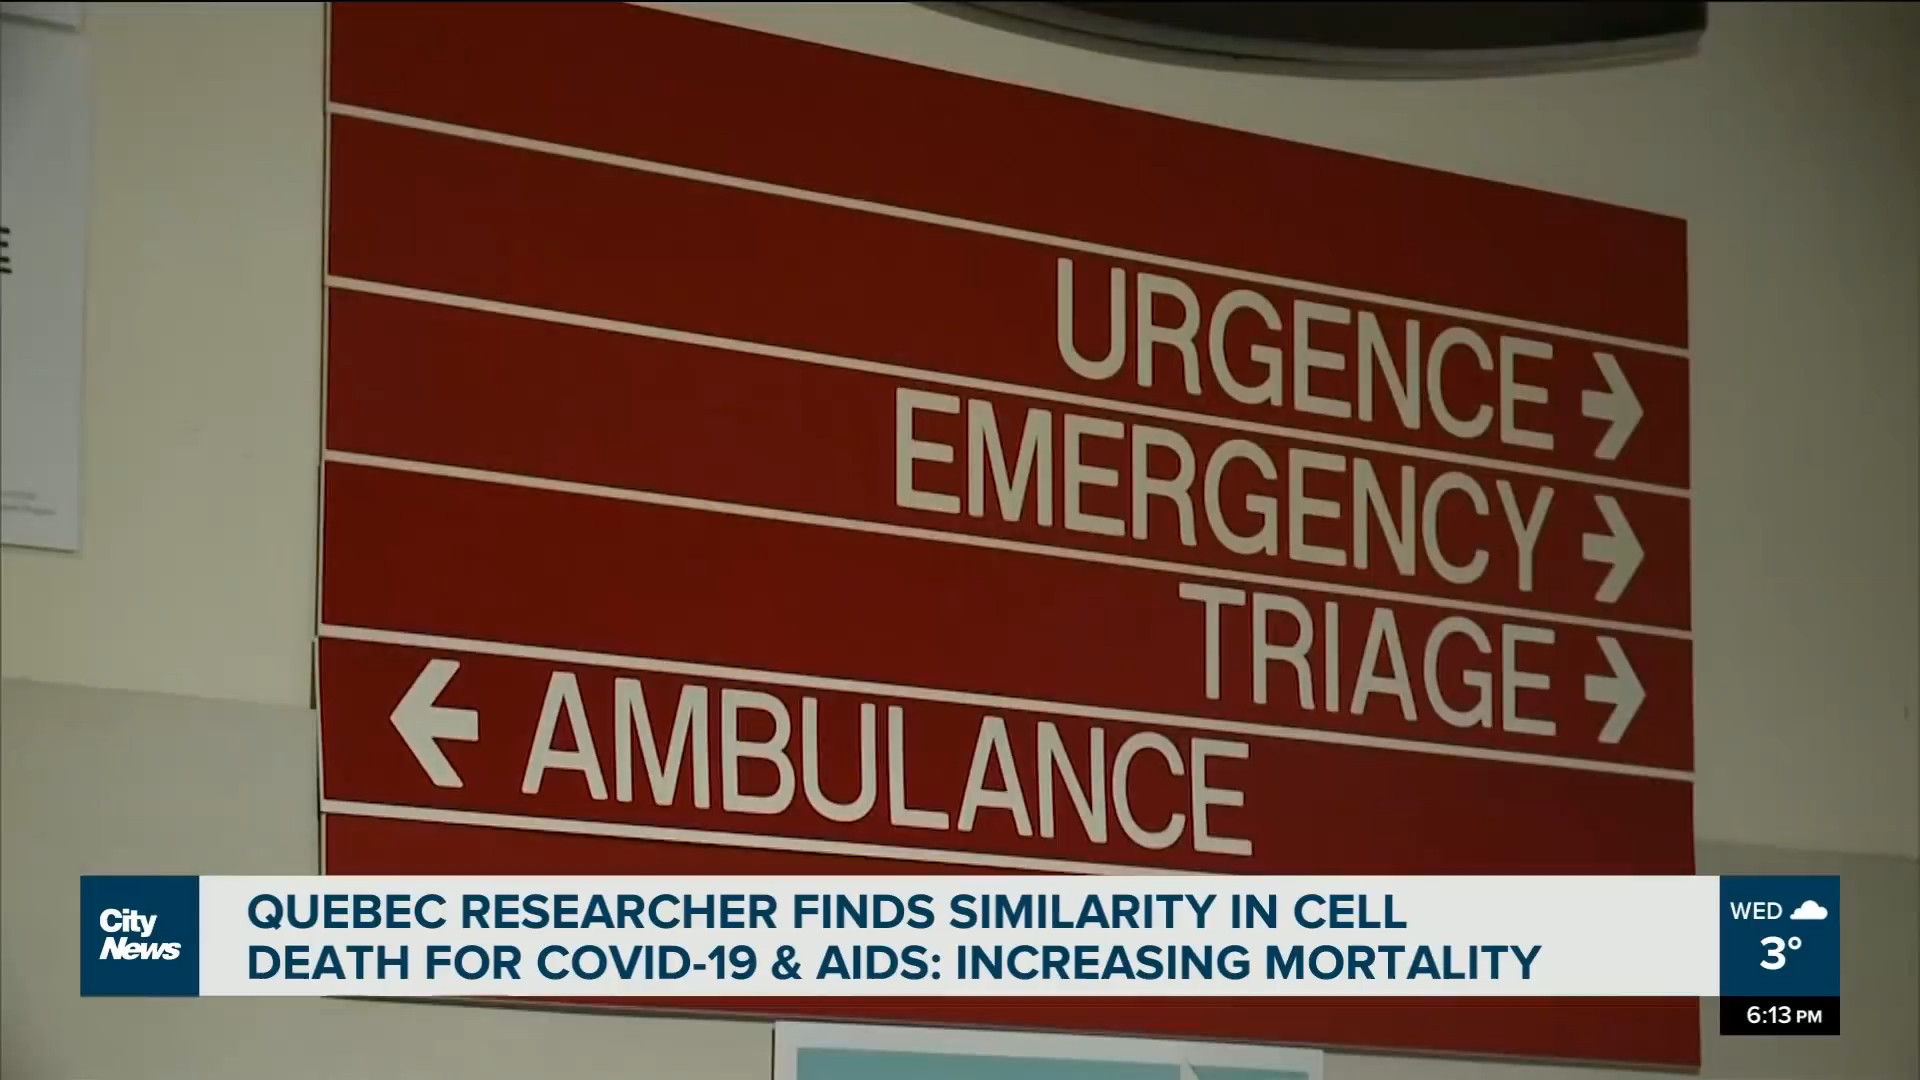 URGENCE →
EMERGENCY →
TRIAGE →
← AMBULANCE
City
News
QUEBEC RESEARCHER FINDS SIMILARITY IN CELL
DEATH FOR COVID-19 & AIDS: INCREASING MORTALITY
WED
3°
6:13 PM